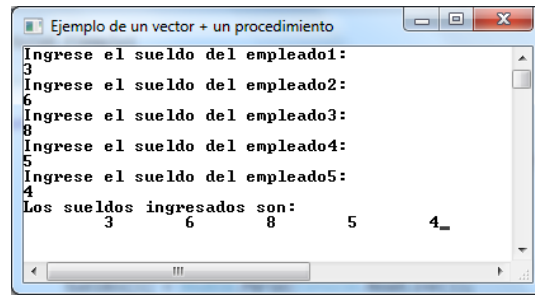 Ejemplo de un vector + un procedimiento
Ingrese el sueldo del empleado1:
3
Ingrese el sueldo del empleado2:
6
Ingrese el sueldo del empleado3:
8
Ingrese el sueldo del empleado4:
5
Ingrese el sueldo del empleado5:
4
Los sueldos ingresados son:
3 6 8 5 4_